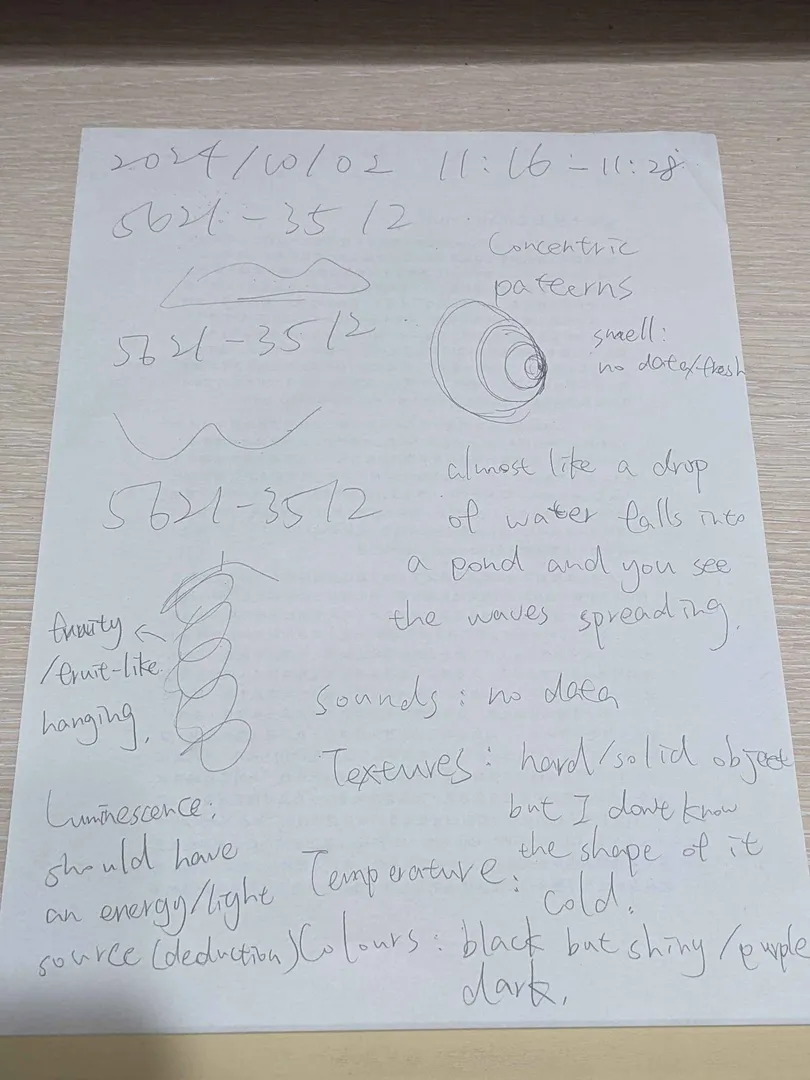 2024/10/02 11:16-11:28
5621-3512
Concentric
patterns
smell:
no data/fresh
5621-3512
almost like a drop
of water falls into
a pond and you see
the waves spreading.
5621-3512
fruity
/fruit-like
hanging.
Sounds: no data
Textures: hard/solid object
but I don't know
the shape of it
Temperature:
cold.
Luminescence:
should have
an energy/light
source (deduction)
Colours: black but shiny/purple
dark.